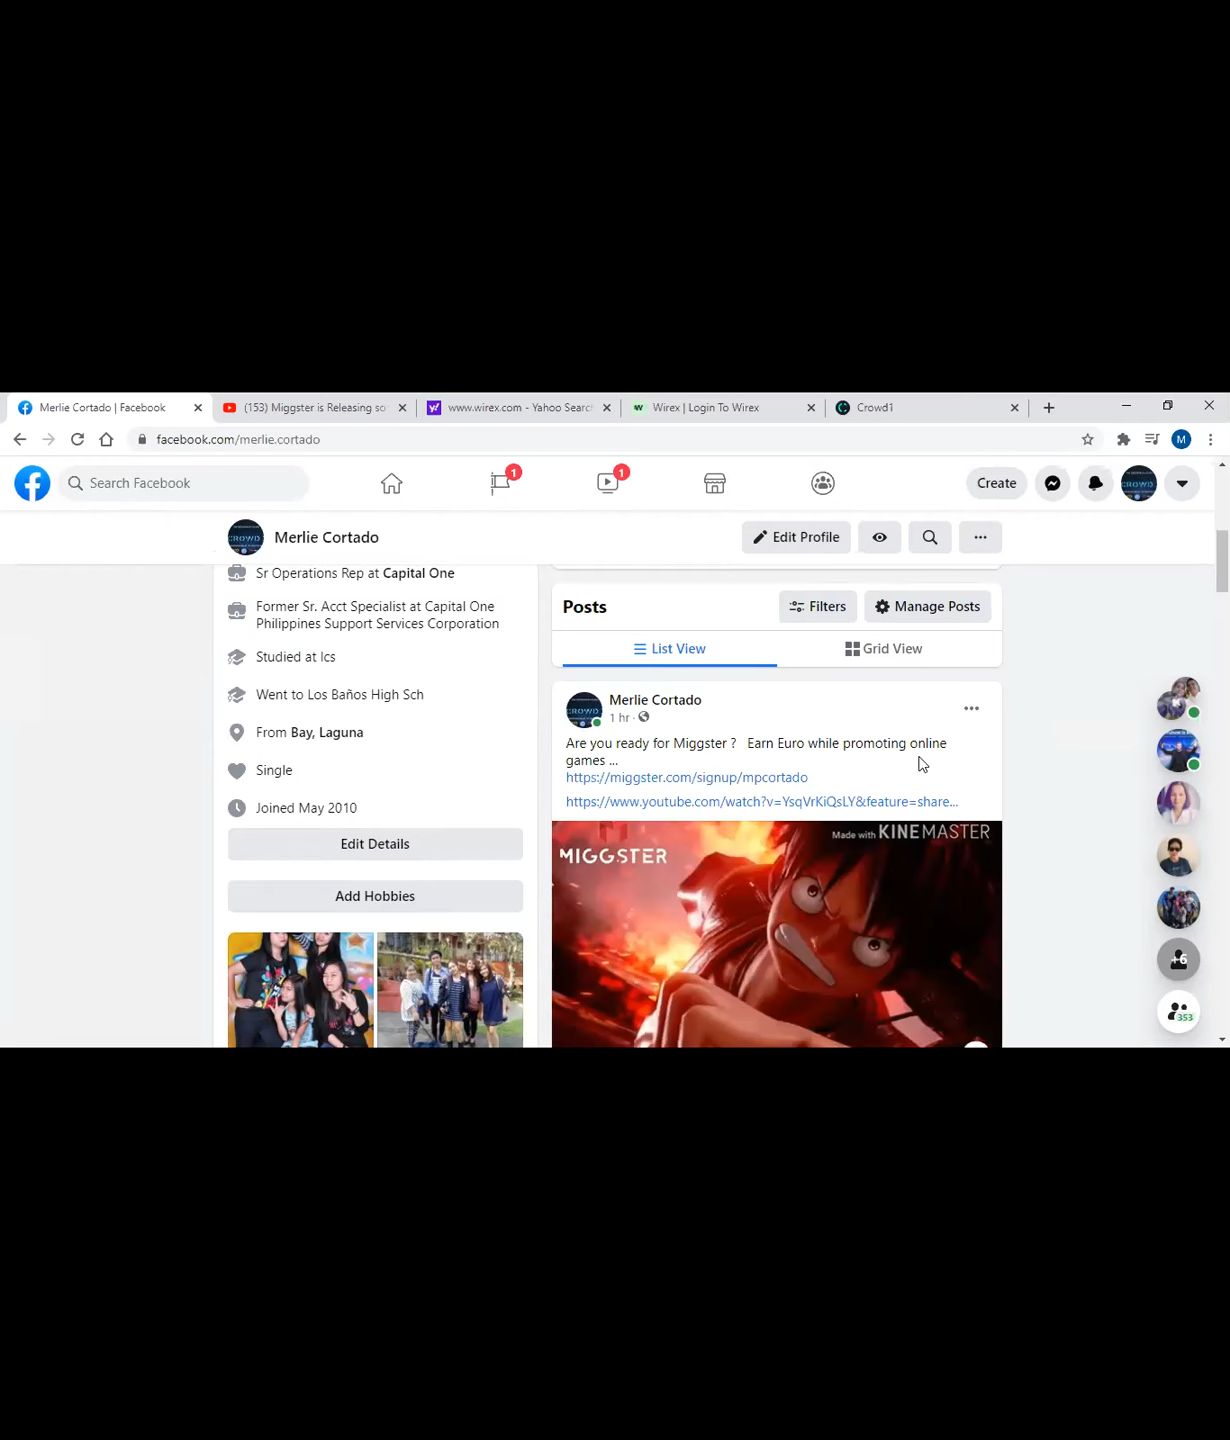 Merlie Cortado | Facebook
(153) Miggster is Releasing so
www.wirex.com - Yahoo Searc
Wirex | Login To Wirex
Crowd1
facebook.com/merlie.cortado
M
Search Facebook
1
1
Create
CROWD
CROWD
Merlie Cortado
Edit Profile
Sr Operations Rep at Capital One
Former Sr. Acct Specialist at Capital One
Philippines Support Services Corporation
Studied at Ics
Went to Los Baños High Sch
From Bay, Laguna
Single
Joined May 2010
Edit Details
Add Hobbies
Posts
Filters
Manage Posts
List View
Grid View
CROWD
Merlie Cortado
1 hr ·
Are you ready for Miggster ? Earn Euro while promoting online
games ...
https://miggster.com/signup/mpcortado
https://www.youtube.com/watch?v=YsqVrKiQsLY&feature=share...
MIGGSTER
Made with KINEMASTER
+6
353